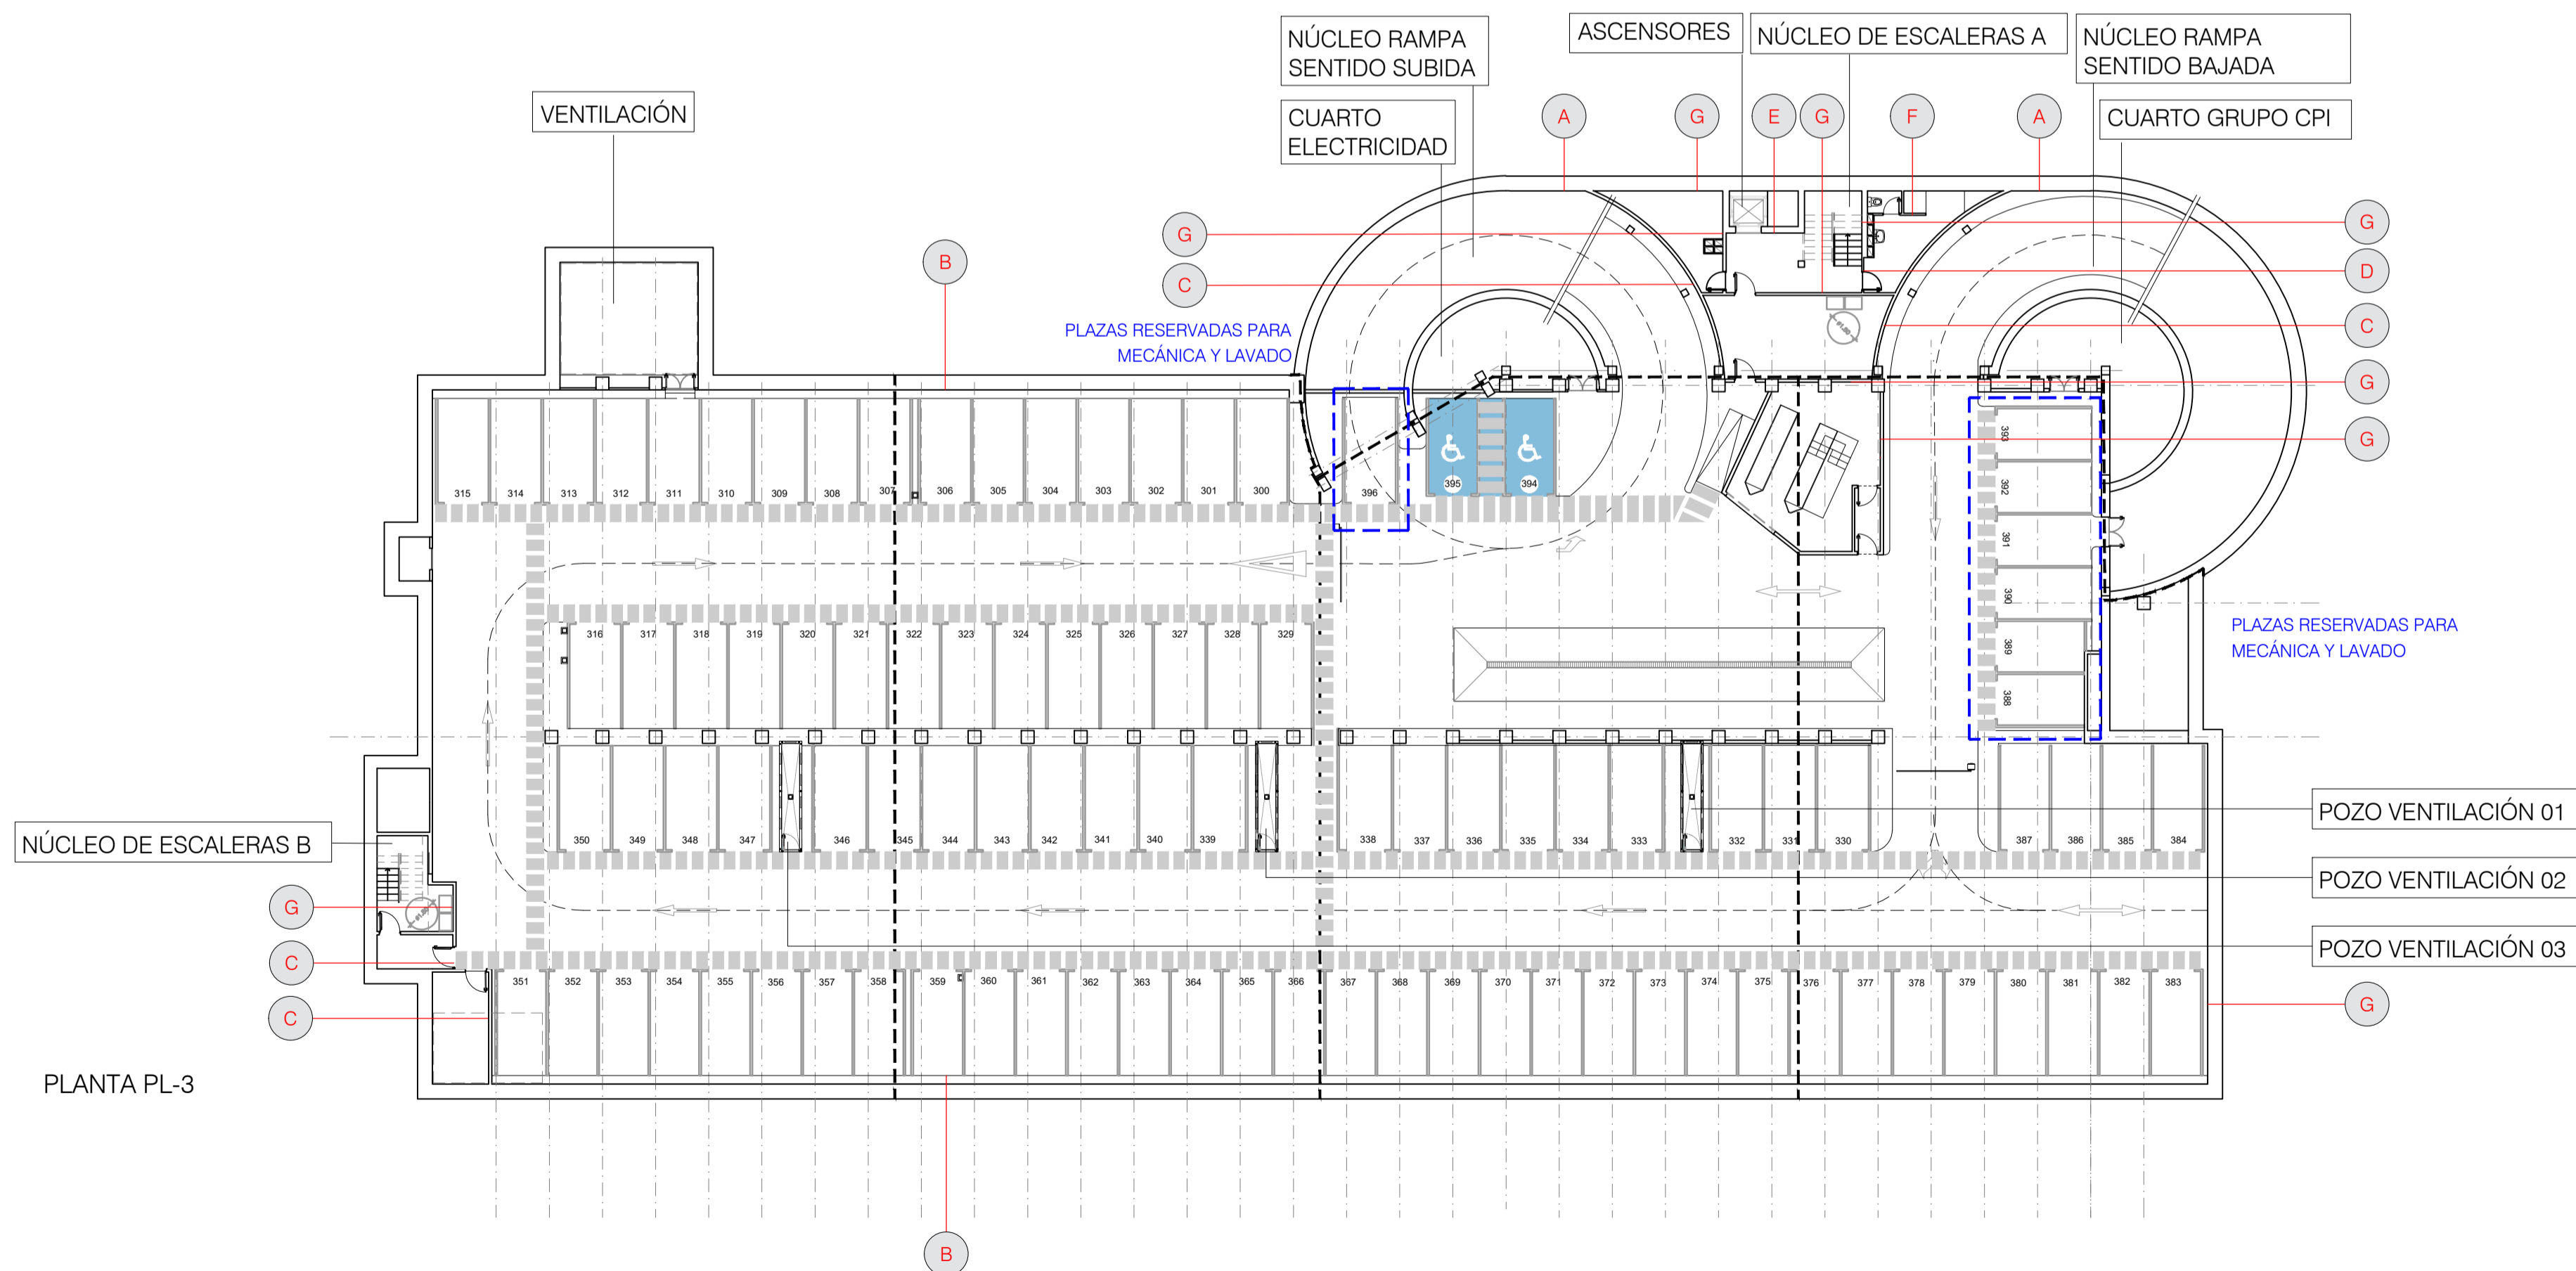 NÚCLEO RAMPA
SENTIDO SUBIDA
ASCENSORES
NÚCLEO DE ESCALERAS A
NÚCLEO RAMPA
SENTIDO BAJADA
VENTILACIÓN
CUARTO
ELECTRICIDAD
A
G
E
G
F
A
CUARTO GRUPO CPI
G
G
B
C
D
PLAZAS RESERVADAS PARA
MECÁNICA Y LAVADO
C
G
G
315 314 313 312 311 310 309 308 307 306 305 304 303 302 301 300 396 395 394
393
392
391
390
389
388
PLAZAS RESERVADAS PARA
MECÁNICA Y LAVADO
316 317 318 319 320 321 322 323 324 325 326 327 328 329
350 349 348 347 346 345 344 343 342 341 340 339 338 337 336 335 334 333 332 331 330 387 386 385 384
POZO VENTILACIÓN 01
NÚCLEO DE ESCALERAS B
POZO VENTILACIÓN 02
G
POZO VENTILACIÓN 03
C
351 352 353 354 355 356 357 358 359 360 361 362 363 364 365 366 367 368 369 370 371 372 373 374 375 376 377 378 379 380 381 382 383
C
G
PLANTA PL-3
B